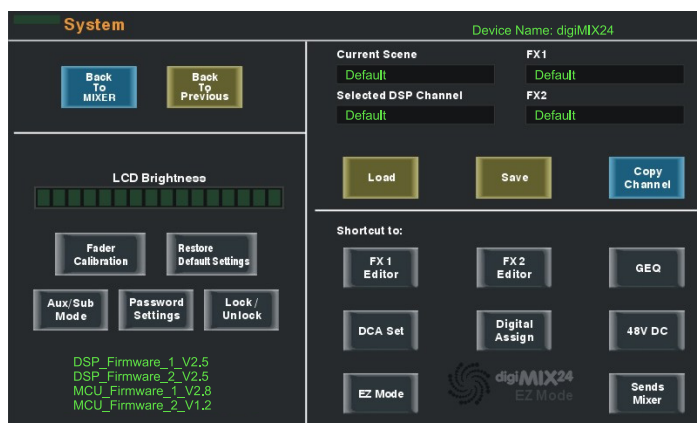 System
Device Name: digiMIX24
Back
To
MIXER
Back
To
Previous
Current Scene
FX1
Default
Default
Selected DSP Channel
FX2
Default
Default
LCD Brightness
Load
Save
Copy
Channel
Fader
Calibration
Restore
Default Settings
Aux/Sub
Mode
Password
Settings
Lock/
Unlock
DSP_Firmware_1_V2.5
DSP_Firmware_2_V2.5
MCU_Firmware_1_V2.8
MCU_Firmware_2_V1.2
Shortcut to:
FX 1
Editor
FX 2
Editor
GEQ
DCA Set
Digital
Assign
48V DC
EZ Mode
digiMIX24
EZ Mode
Sends
Mixer